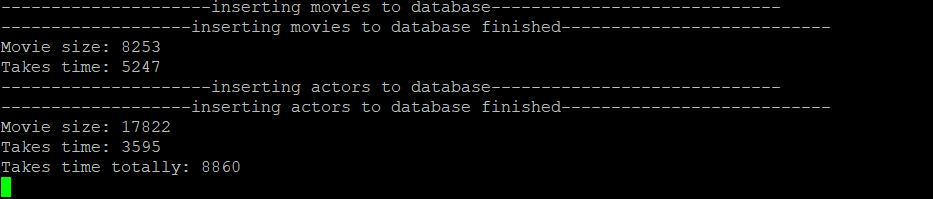 ---------------------inserting movies to database-----------------------------
-------------------inserting movies to database finished---------------------------
Movie size: 8253
Takes time: 5247
---------------------inserting actors to database-----------------------------
-------------------inserting actors to database finished---------------------------
Movie size: 17822
Takes time: 3595
Takes time totally: 8860